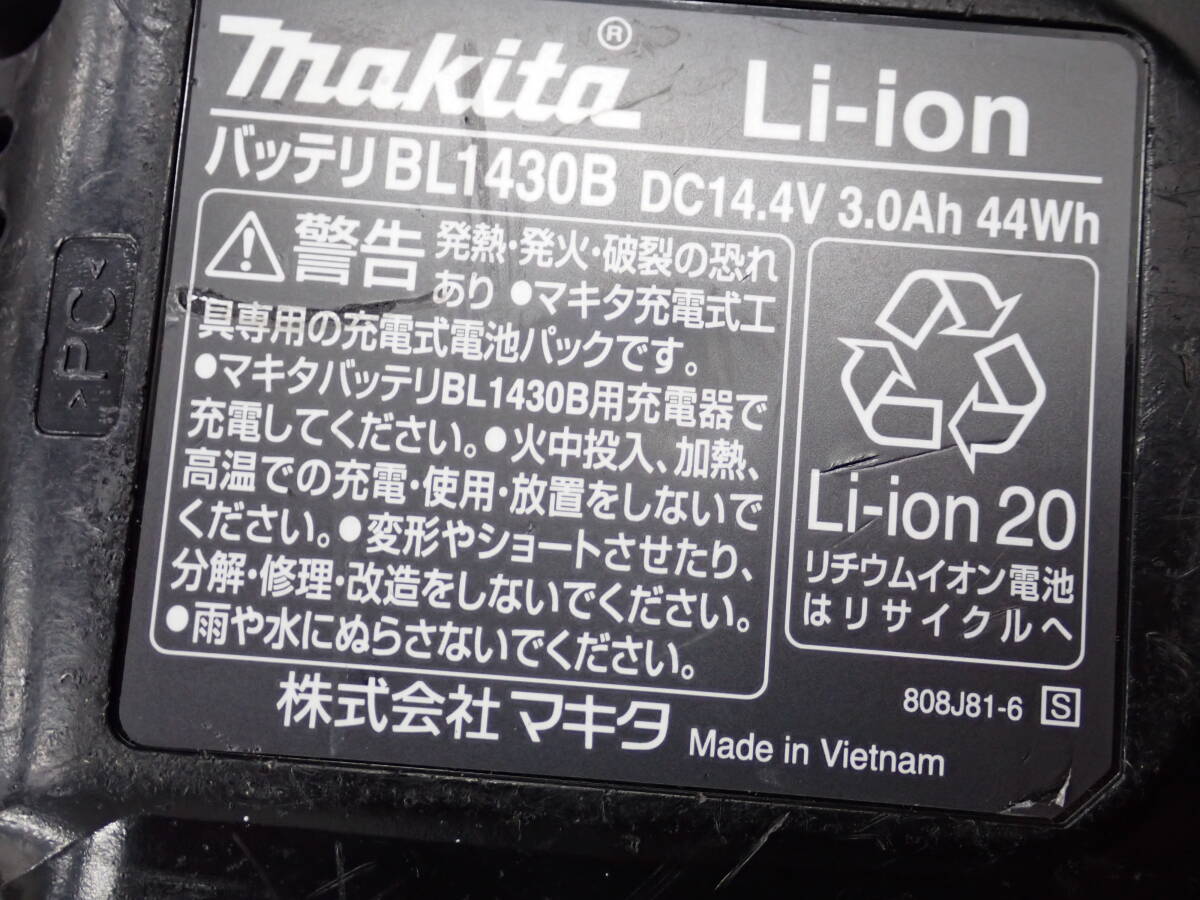 makita® Li-ion
バッテリBL1430B DC14.4V 3.0Ah 44Wh
警告 発熱・発火・破裂の恐れ
あり ●マキタ充電式工
具専用の充電式電池パックです。
●マキタバッテリBL1430B用充電器で
充電してください。●火中投入、加熱、
高温での充電・使用・放置をしないで
ください。●変形やショートさせたり、
分解・修理・改造をしないでください。
●雨や水にぬらさないでください。
Li-ion 20
リチウムイオン電池
はリサイクルへ
808J81-6 S
株式会社マキタ Made in Vietnam
>PC<